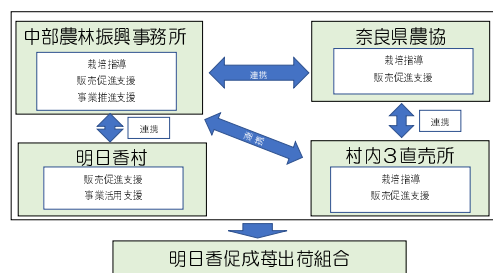 中部農林振興事務所
栽培指導
販売促進支援
事業推進支援
連携
奈良県農協
栽培指導
販売促進支援
連携
連携
明日香村
販売促進支援
事業活用支援
村内３直売所
栽培指導
販売促進支援
明日香促成苺出荷組合